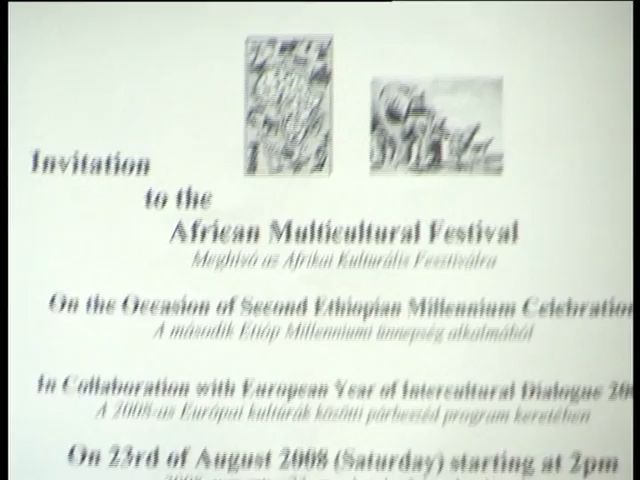 Invitation
to the
African Multicultural Festival
Meghívó az Afrikai Kulturális Fesztiválra
On the Occasion of Second Ethiopian Millennium Celebration
A második Etióp Millenniumi ünnepség alkalmából
In Collaboration with European Year of Intercultural Dialogue 200
A 2008-as Európai kultúrák közötti párbeszéd program keretében
On 23rd of August 2008 (Saturday) starting at 2pm